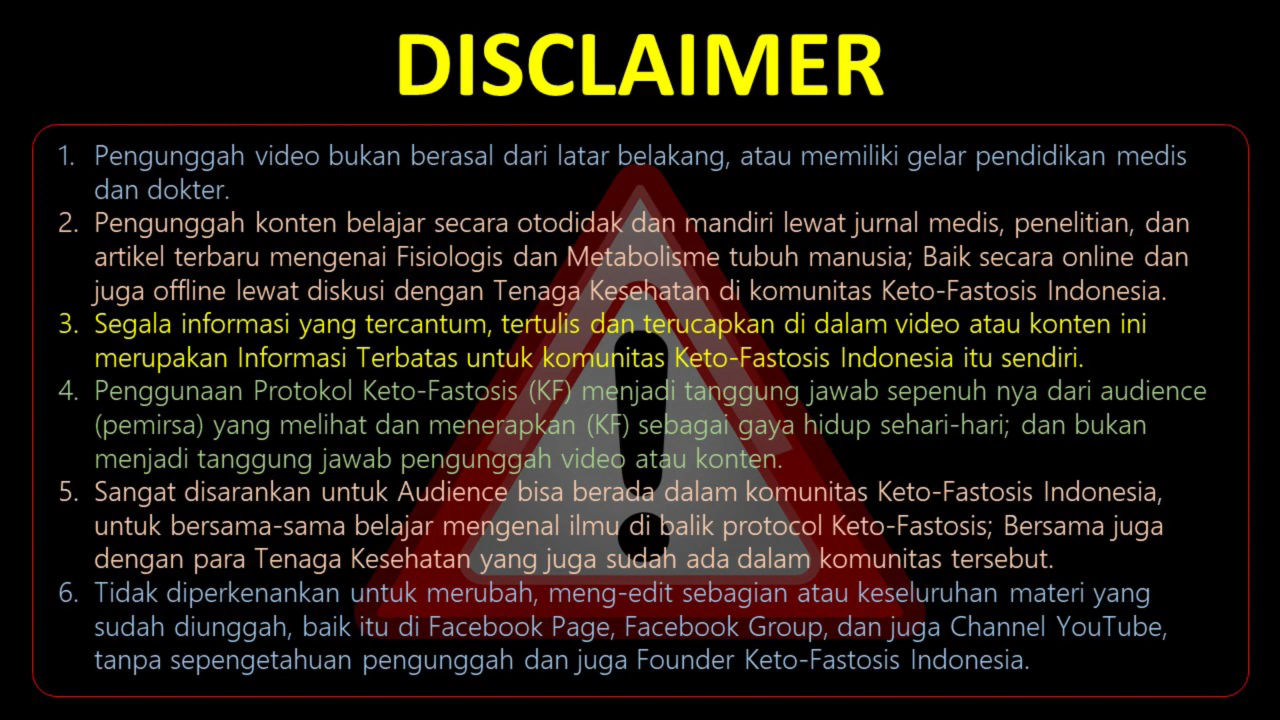 DISCLAIMER
1. Pengunggah video bukan berasal dari latar belakang, atau memiliki gelar pendidikan medis
dan dokter.
2. Pengunggah konten belajar secara otodidak dan mandiri lewat jurnal medis, penelitian, dan
artikel terbaru mengenai Fisiologis dan Metabolisme tubuh manusia; Baik secara online dan
juga offline lewat diskusi dengan Tenaga Kesehatan di komunitas Keto-Fastosis Indonesia.
3. Segala informasi yang tercantum, tertulis dan terucapkan di dalam video atau konten ini
merupakan Informasi Terbatas untuk komunitas Keto-Fastosis Indonesia itu sendiri.
4. Penggunaan Protokol Keto-Fastosis (KF) menjadi tanggung jawab sepenuh nya dari audience
(pemirsa) yang melihat dan menerapkan (KF) sebagai gaya hidup sehari-hari; dan bukan
menjadi tanggung jawab pengunggah video atau konten.
5. Sangat disarankan untuk Audience bisa berada dalam komunitas Keto-Fastosis Indonesia,
untuk bersama-sama belajar mengenal ilmu di balik protocol Keto-Fastosis; Bersama juga
dengan para Tenaga Kesehatan yang juga sudah ada dalam komunitas tersebut.
6. Tidak diperkenankan untuk merubah, meng-edit sebagian atau keseluruhan materi yang
sudah diunggah, baik itu di Facebook Page, Facebook Group, dan juga Channel YouTube,
tanpa sepengetahuan pengunggah dan juga Founder Keto-Fastosis Indonesia.